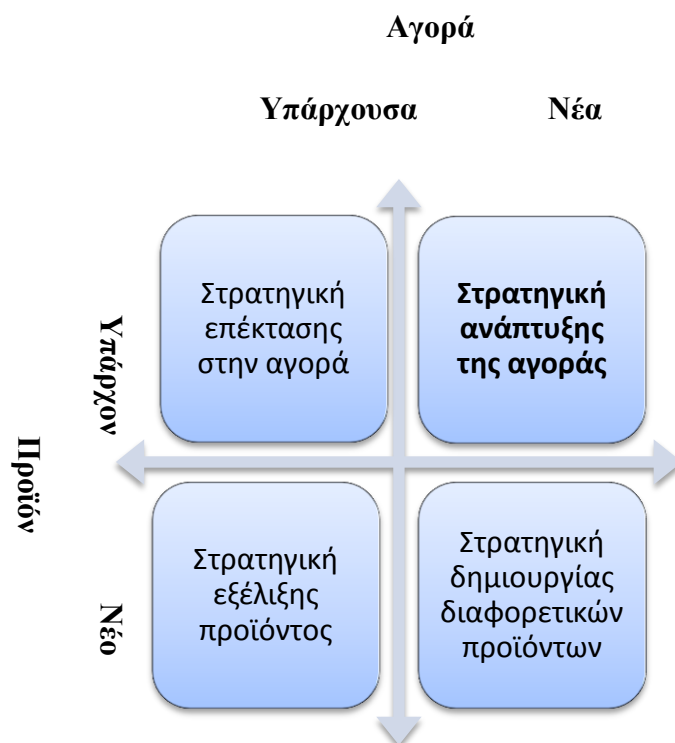 Αγορά
Υπάρχουσα Νέα
Στρατηγική
επέκτασης
στην αγορά
Στρατηγική
ανάπτυξης
της αγοράς
Υπάρχον
Προϊόν
Νέο
Στρατηγική
εξέλιξης
προϊόντος
Στρατηγική
δημιουργίας
διαφορετικών
προϊόντων